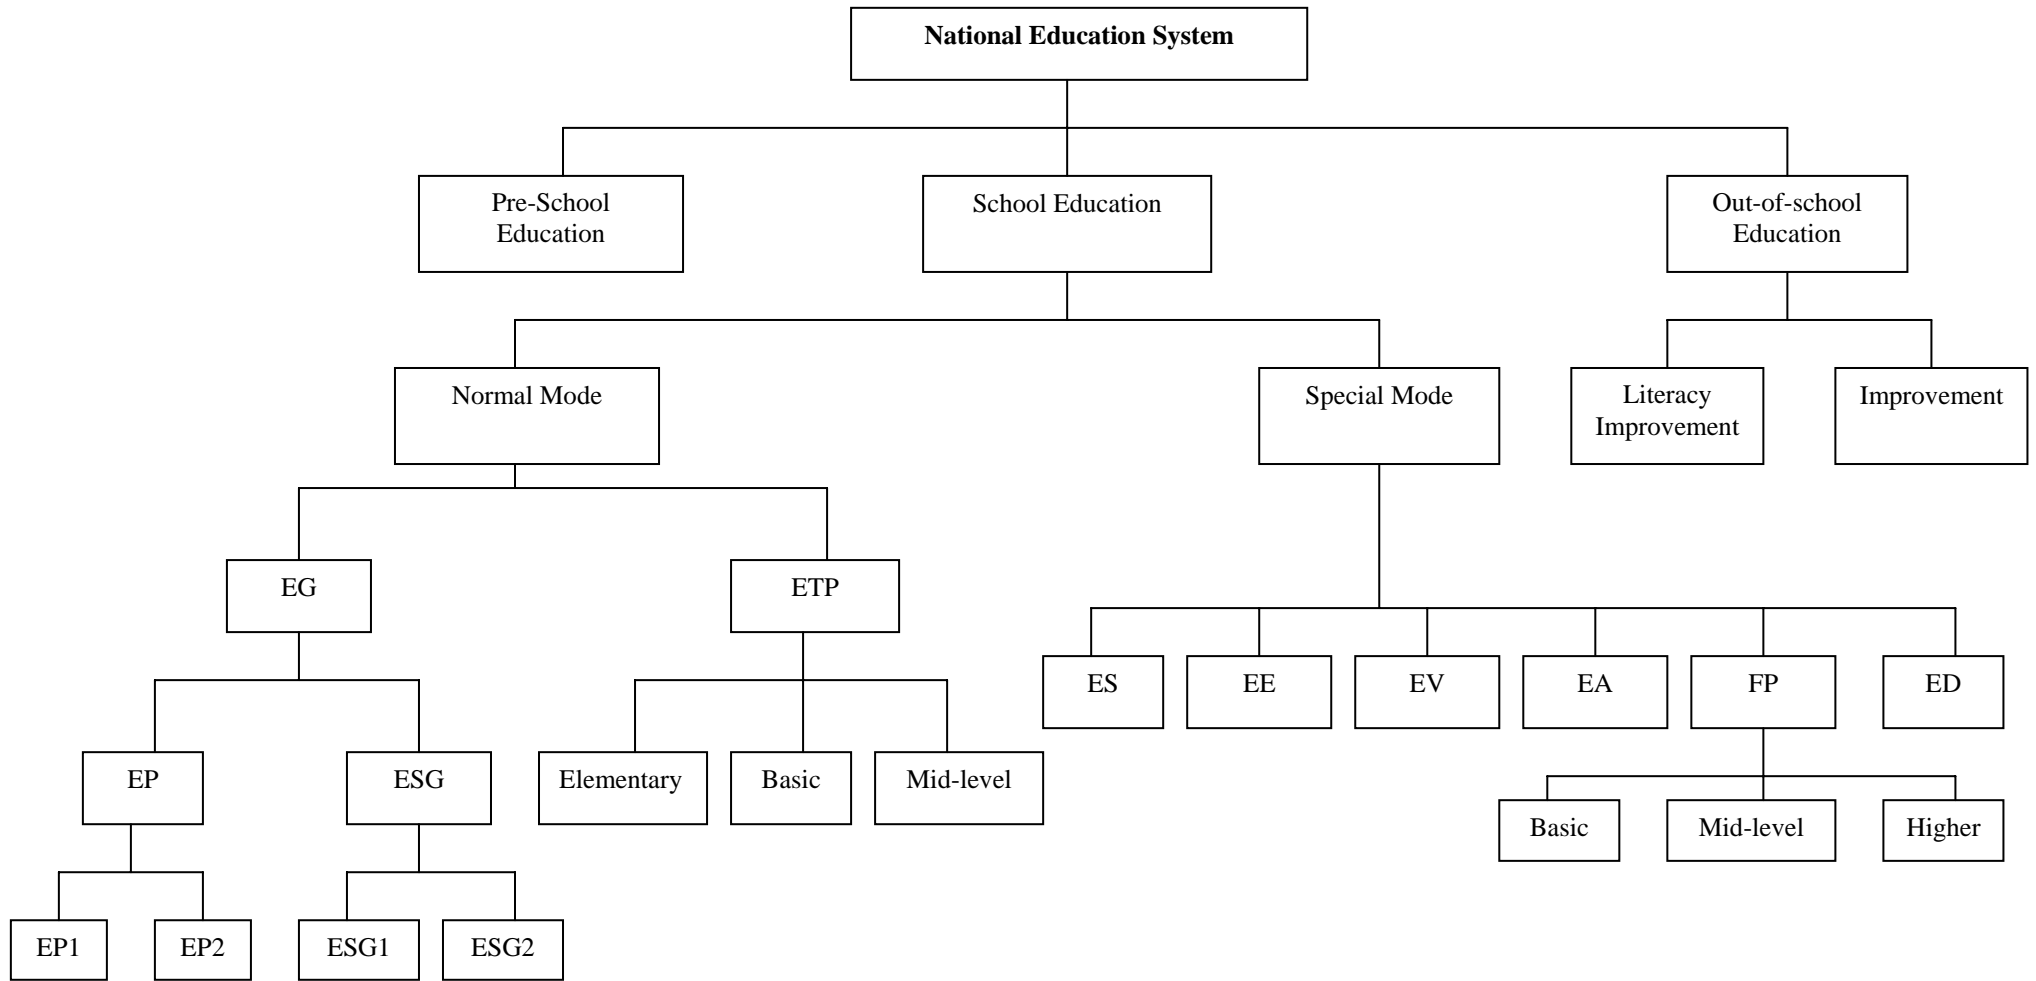 National Education System
Pre-School
Education
School Education
Out-of-school
Education
Normal Mode
Special Mode
Literacy
Improvement
Improvement
EG
ETP
ES
EE
EV
EA
FP
ED
EP
ESG
Elementary
Basic
Mid-level
Basic
Mid-level
Higher
EP1
EP2
ESG1
ESG2